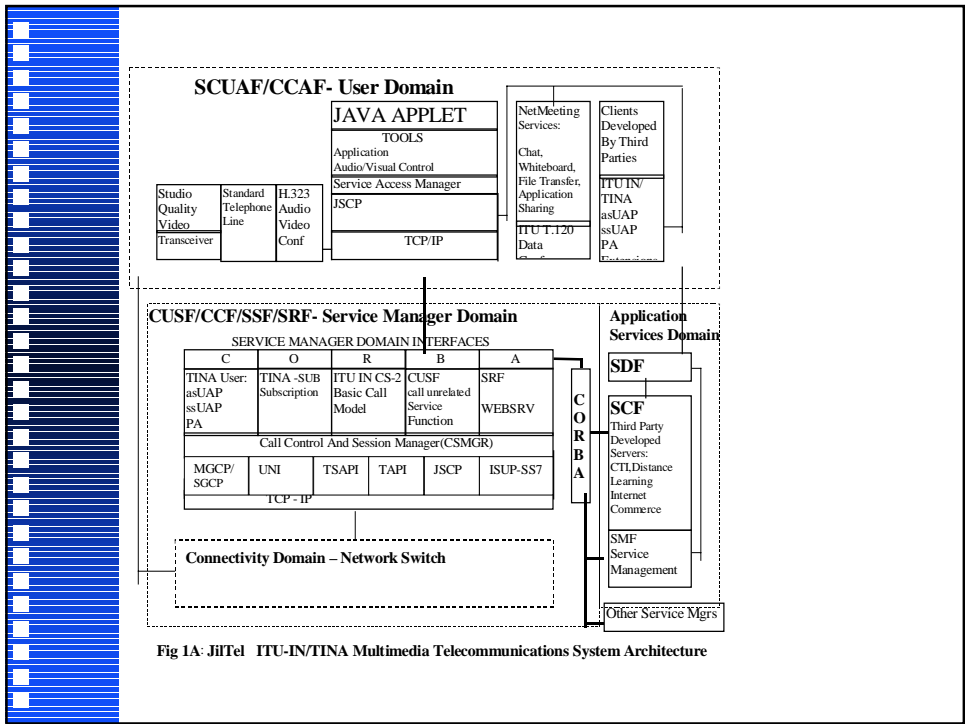 SCUAF/CCAF- User Domain
JAVA APPLET
TOOLS
Application
Audio/Visual Control
Service Access Manager
JSCP
TCP/IP
Studio
Quality
Video
Transceiver
Standard
Telephone
Line
H.323
Audio
Video
Conf
NetMeeting
Services:
Chat,
Whiteboard,
File Transfer,
Application
Sharing
ITU T.120
Data
Clients
Developed
By Third
Parties
ITU IN/
TINA
asUAP
ssUAP
PA
Extensions
CUSF/CCF/SSF/SRF- Service Manager Domain
SERVICE MANAGER DOMAIN INTERFACES
C O R B A
TINA User:
asUAP
ssUAP
PA
TINA -SUB
Subscription
ITU IN CS-2
Basic Call
Model
CUSF
call unrelated
Service
Function
SRF
WEBSRV
Call Control And Session Manager(CSMGR)
MGCP/
SGCP
UNI
TSAPI
TAPI
JSCP
ISUP-SS7
TCP - IP
C
O
R
B
A
Connectivity Domain – Network Switch
Application
Services Domain
SDF
SCF
Third Party
Developed
Servers:
CTI,Distance
Learning
Internet
Commerce
SMF
Service
Management
Other Service Mgrs
Fig 1A: JilTel ITU-IN/TINA Multimedia Telecommunications System Architecture